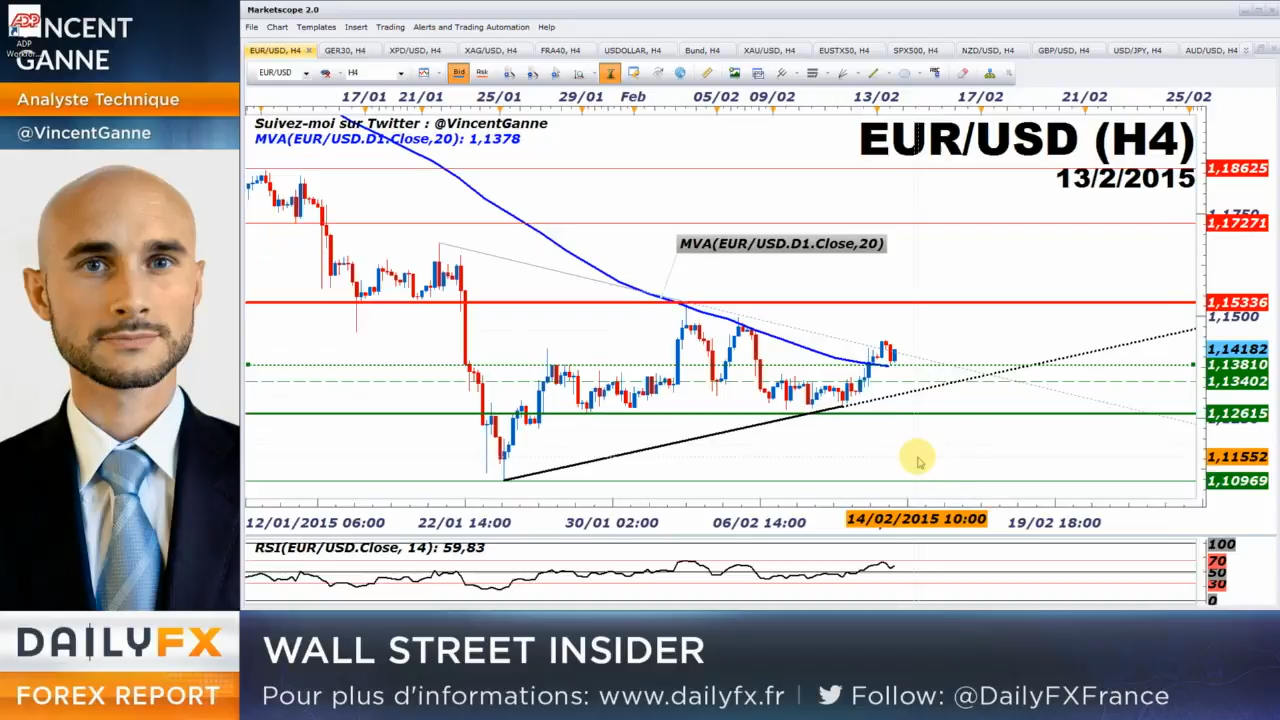 ADP
VINCENT
GANNE
Analyste Technique
@VincentGanne
Marketscope 2.0
File Chart Templates Insert Trading Alerts and Trading Automation Help
EUR/USD, H4 GER30, H4 XPD/USD, H4 XAG/USD, H4 FRA40, H4 USDOLLAR, H4 Bund, H4 XAU/USD, H4 EUSTX50, H4 SPX500, H4 NZD/USD, H4 GBP/USD, H4 USD/JPY, H4 AUD/USD, H4
EUR/USD H4 Bid Rsk
17/01 21/01 25/01 29/01 Feb 05/02 09/02 13/02 17/02 21/02 25/02
Suivez-moi sur Twitter : @VincentGanne
MVA(EUR/USD.D1.Close,20): 1,1378
EUR/USD (H4)
13/2/2015
1,18625
1,1750
1,17271
MVA(EUR/USD.D1.Close,20)
1,15336
1,1500
1,14182
1,13810
1,13402
1,12615
1,11552
1,10969
12/01/2015 06:00 22/01 14:00 30/01 02:00 06/02 14:00 14/02/2015 10:00 19/02 18:00
RSI(EUR/USD.Close, 14): 59,83
100
70
50
30
0
DAILYFX
FOREX REPORT
WALL STREET INSIDER
Pour plus d'informations: www.dailyfx.fr | Follow: @DailyFXFrance